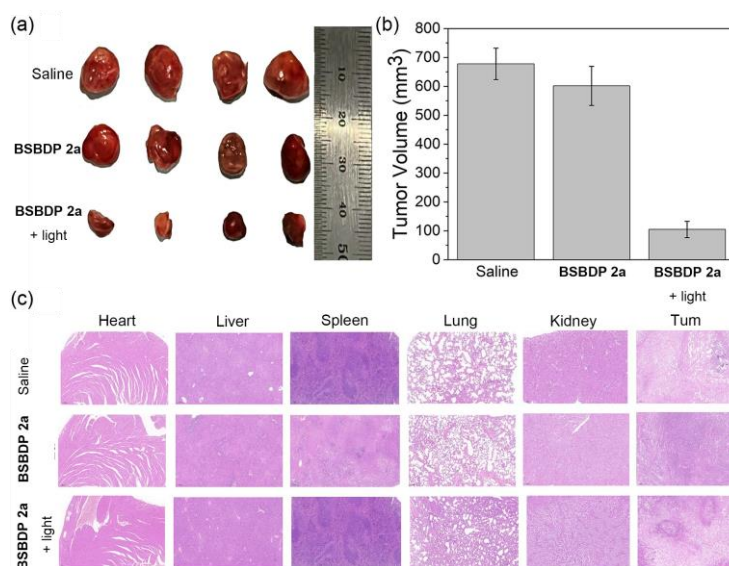 (a)
Saline
BSBDP 2a
BSBDP 2a
+ light
10
20
30
40
50
(b)
Tumor Volume (mm3)
800
700
600
500
400
300
200
100
0
Saline
BSBDP 2a
BSBDP 2a
+ light
(c)
Heart Liver Spleen Lung Kidney Tum
Saline
BSBDP 2a
BSBDP 2a
+ light